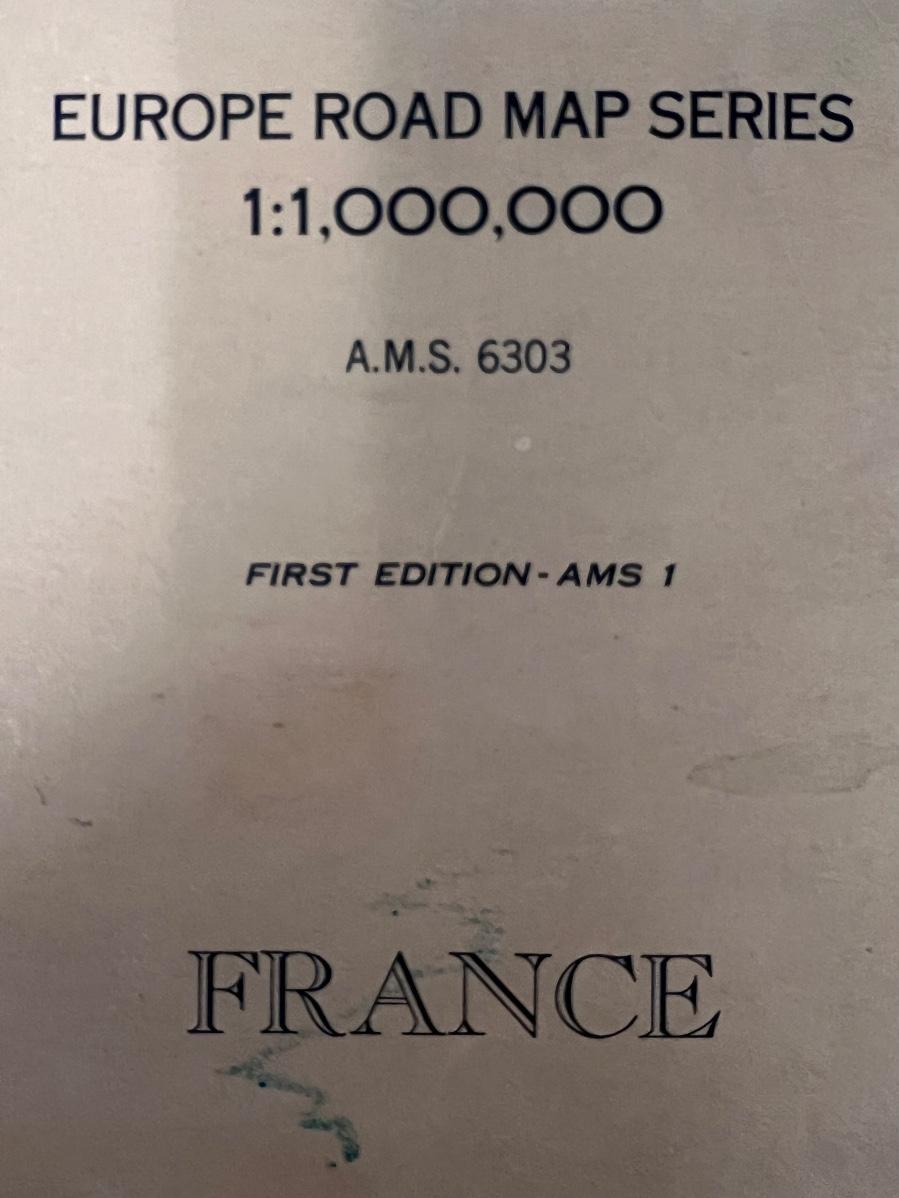 EUROPE ROAD MAP SERIES
1:1,000,000
A.M.S. 6303
FIRST EDITION-AMS 1
FRANCE